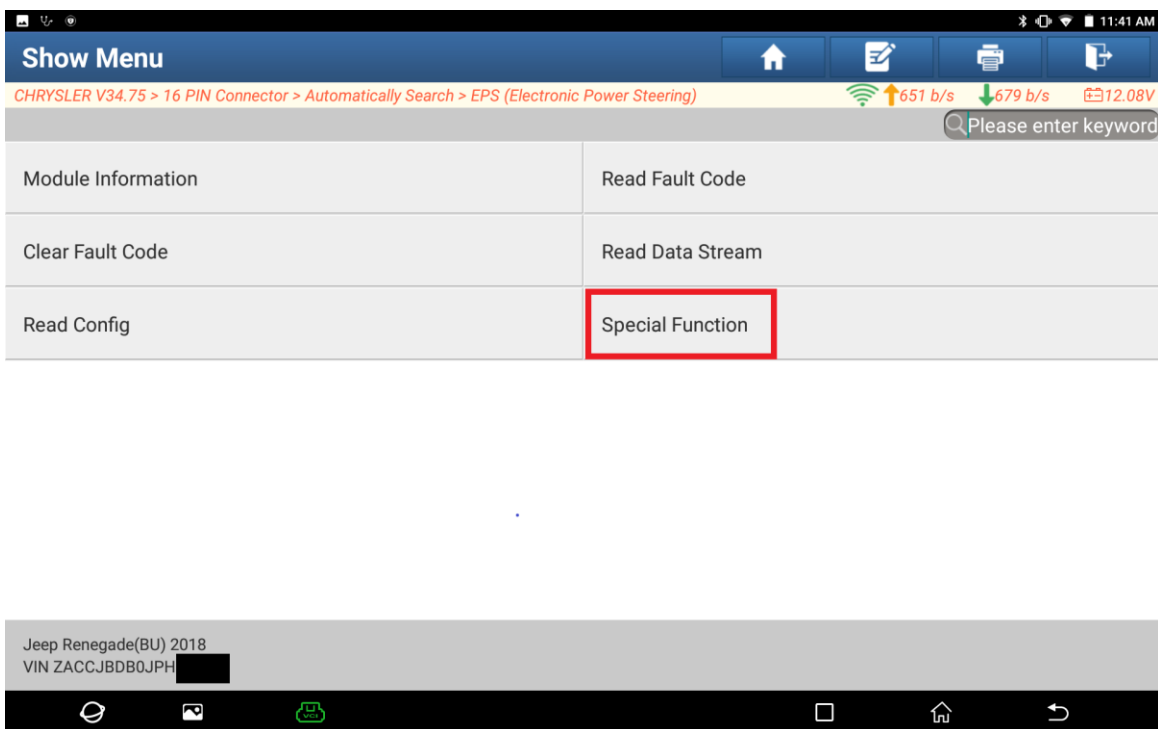 11:41 AM
Show Menu
CHRYSLER V34.75 > 16 PIN Connector > Automatically Search > EPS (Electronic Power Steering) 651 b/s 679 b/s 12.08V
Please enter keyword
Module Information
Read Fault Code
Clear Fault Code
Read Data Stream
Read Config
Special Function
Jeep Renegade(BU) 2018
VIN ZACCJBDB0JPH
VCI